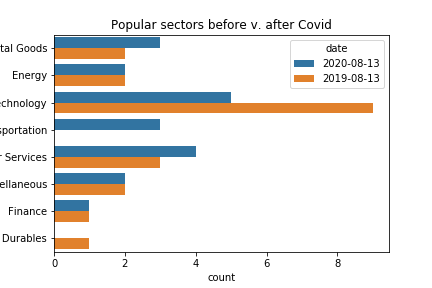 Popular sectors before v. after Covid
tal Goods
Energy
echnology
sportation
r Services
ellaneous
Finance
Durables
date
2020-08-13
2019-08-13
0 2 4 6 8
count